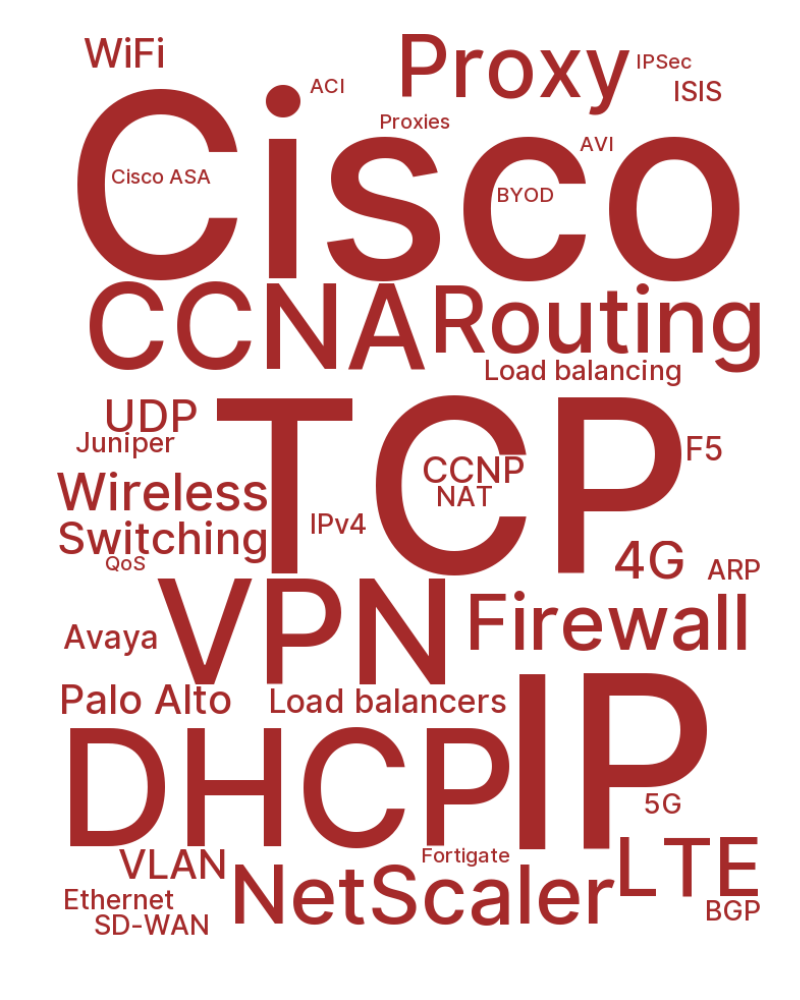 WiFi
Proxy
IPSec
ISIS
ACI
Proxies
AVI
Cisco
Cisco ASA
BYOD
CCNA
Routing
Load balancing
UDP
Juniper
TCP
F5
CCNP
NAT
Wireless
IPv4
Switching
QoS
4G
ARP
VPN
Firewall
Avaya
Palo Alto
Load balancers
IP
DHCP
5G
VLAN
Fortigate
LTE
Ethernet
NetScaler
BGP
SD-WAN